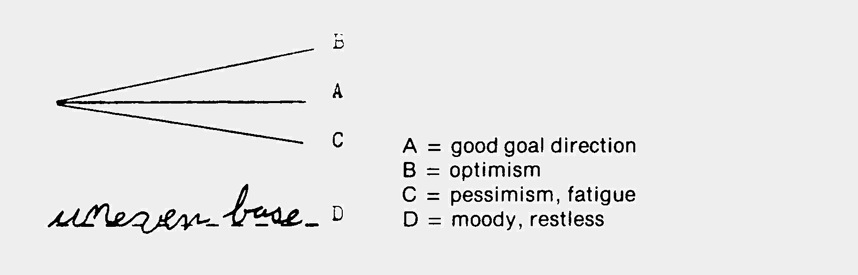 B
A
C
A = good goal direction
B = optimism
C = pessimism, fatigue
uneven base D
D = moody, restless